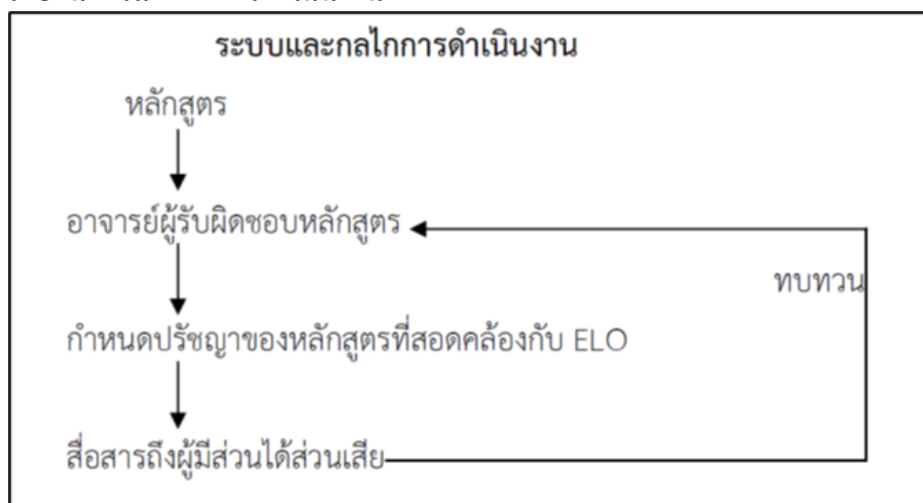 ระบบและกลไกการดำเนินงาน
หลักสูตร
อาจารย์ผู้รับผิดชอบหลักสูตร
ทบทวน
กำหนดปรัชญาของหลักสูตรที่สอดคล้องกับ ELO
สื่อสารถึงผู้มีส่วนได้ส่วนเสีย